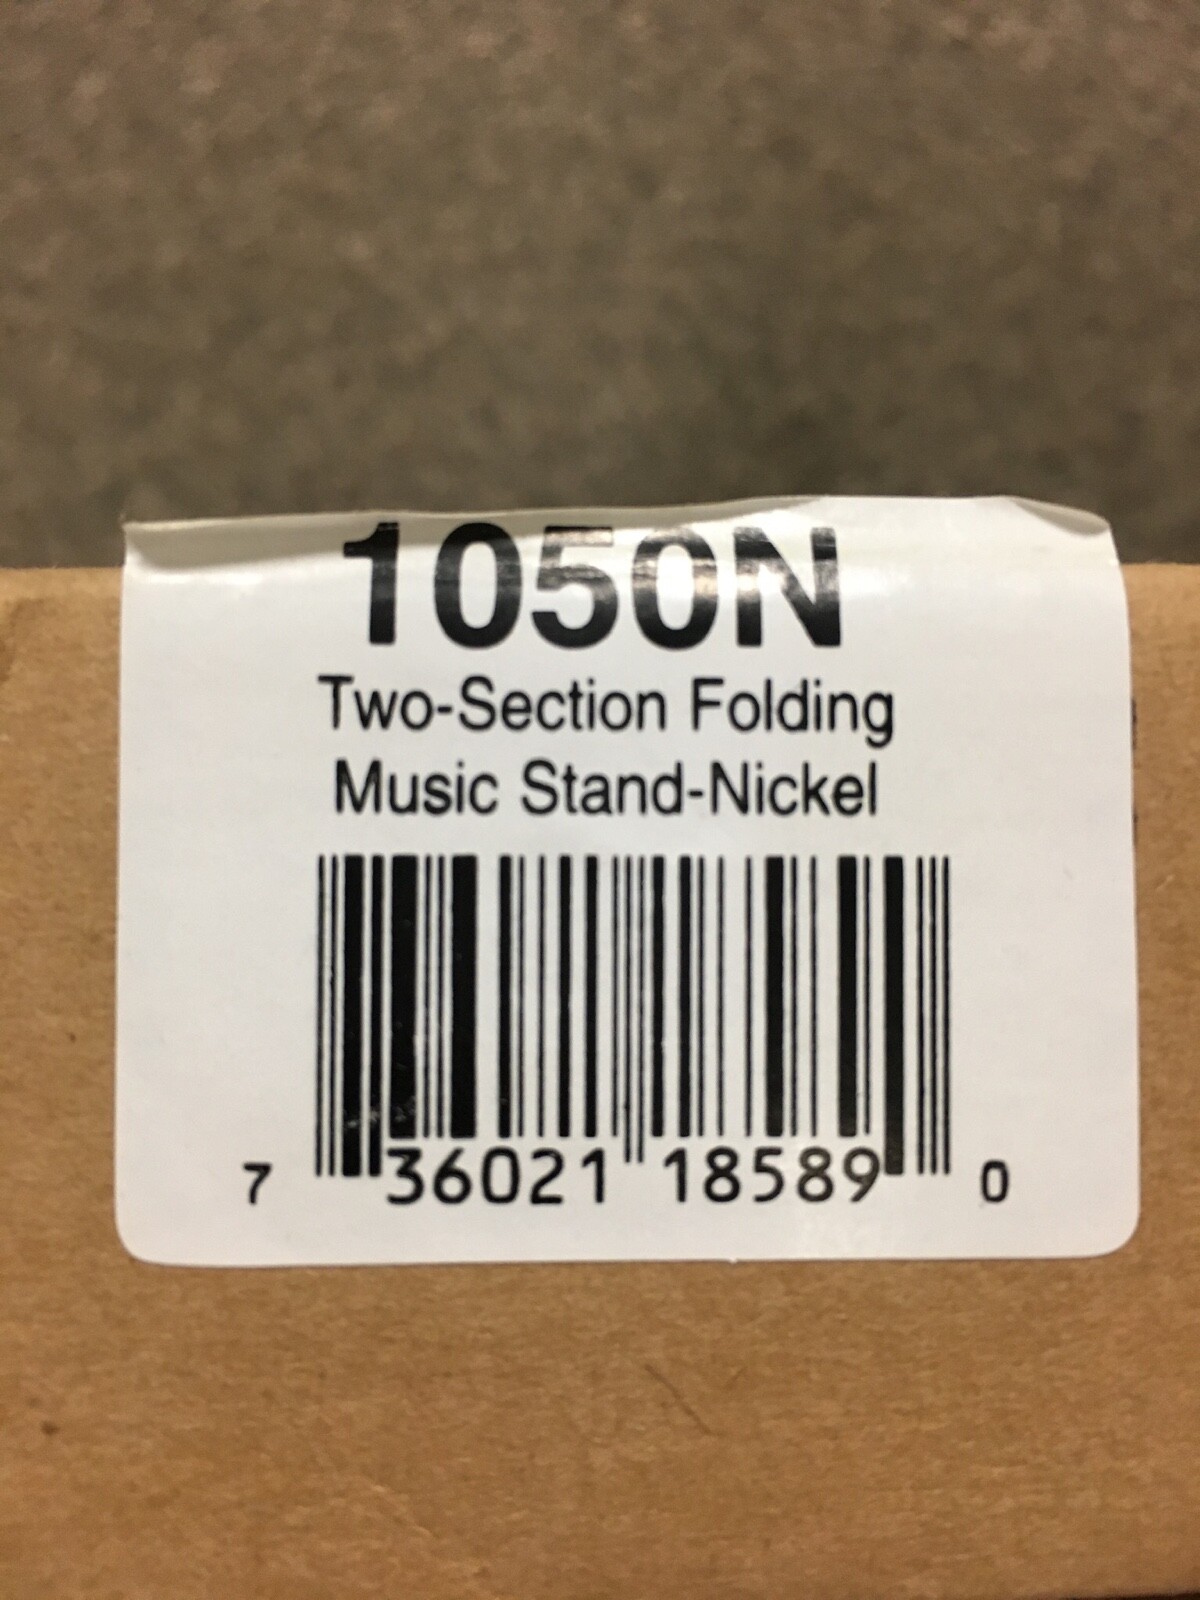 1050N
Two-Section Folding
Music Stand-Nickel
7 36021 18589 0